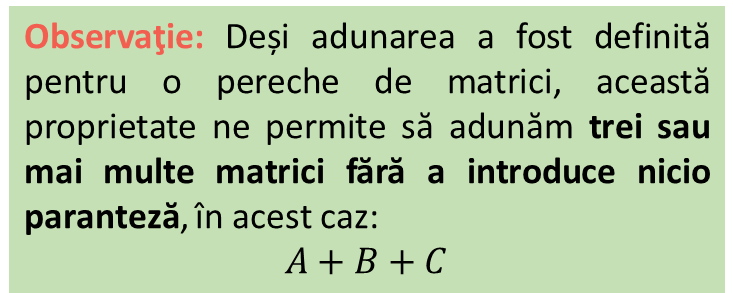 Observaţie: Deși adunarea a fost definită
pentru o pereche de matrici, această
proprietate ne permite să adunăm trei sau
mai multe matrici fără a introduce nicio
paranteză, în acest caz:
A + B + C